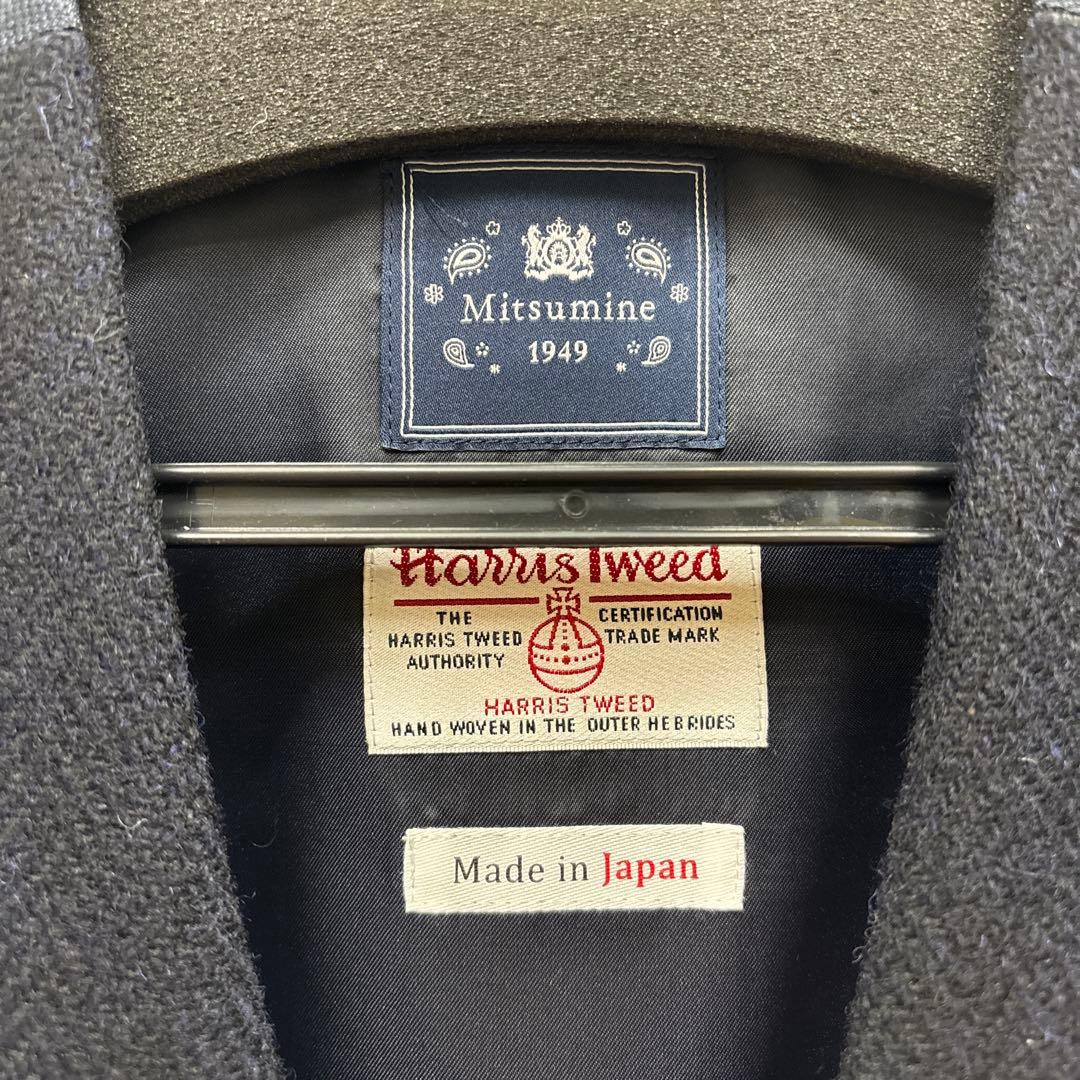 Mitsumine
1949
Harris Tweed
THE
HARRIS TWEED
AUTHORITY
CERTIFICATION
TRADE MARK
HARRIS TWEED
HAND WOVEN IN THE OUTER HEBRIDES
Made in Japan